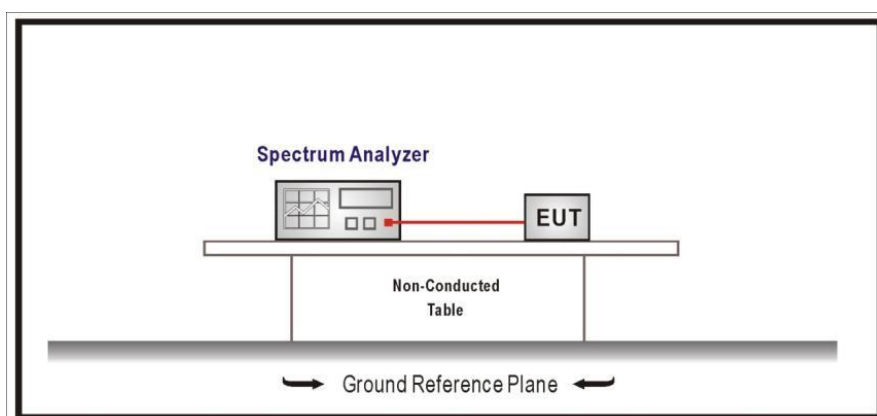 Spectrum Analyzer
EUT
Non-Conducted
Table
Ground Reference Plane